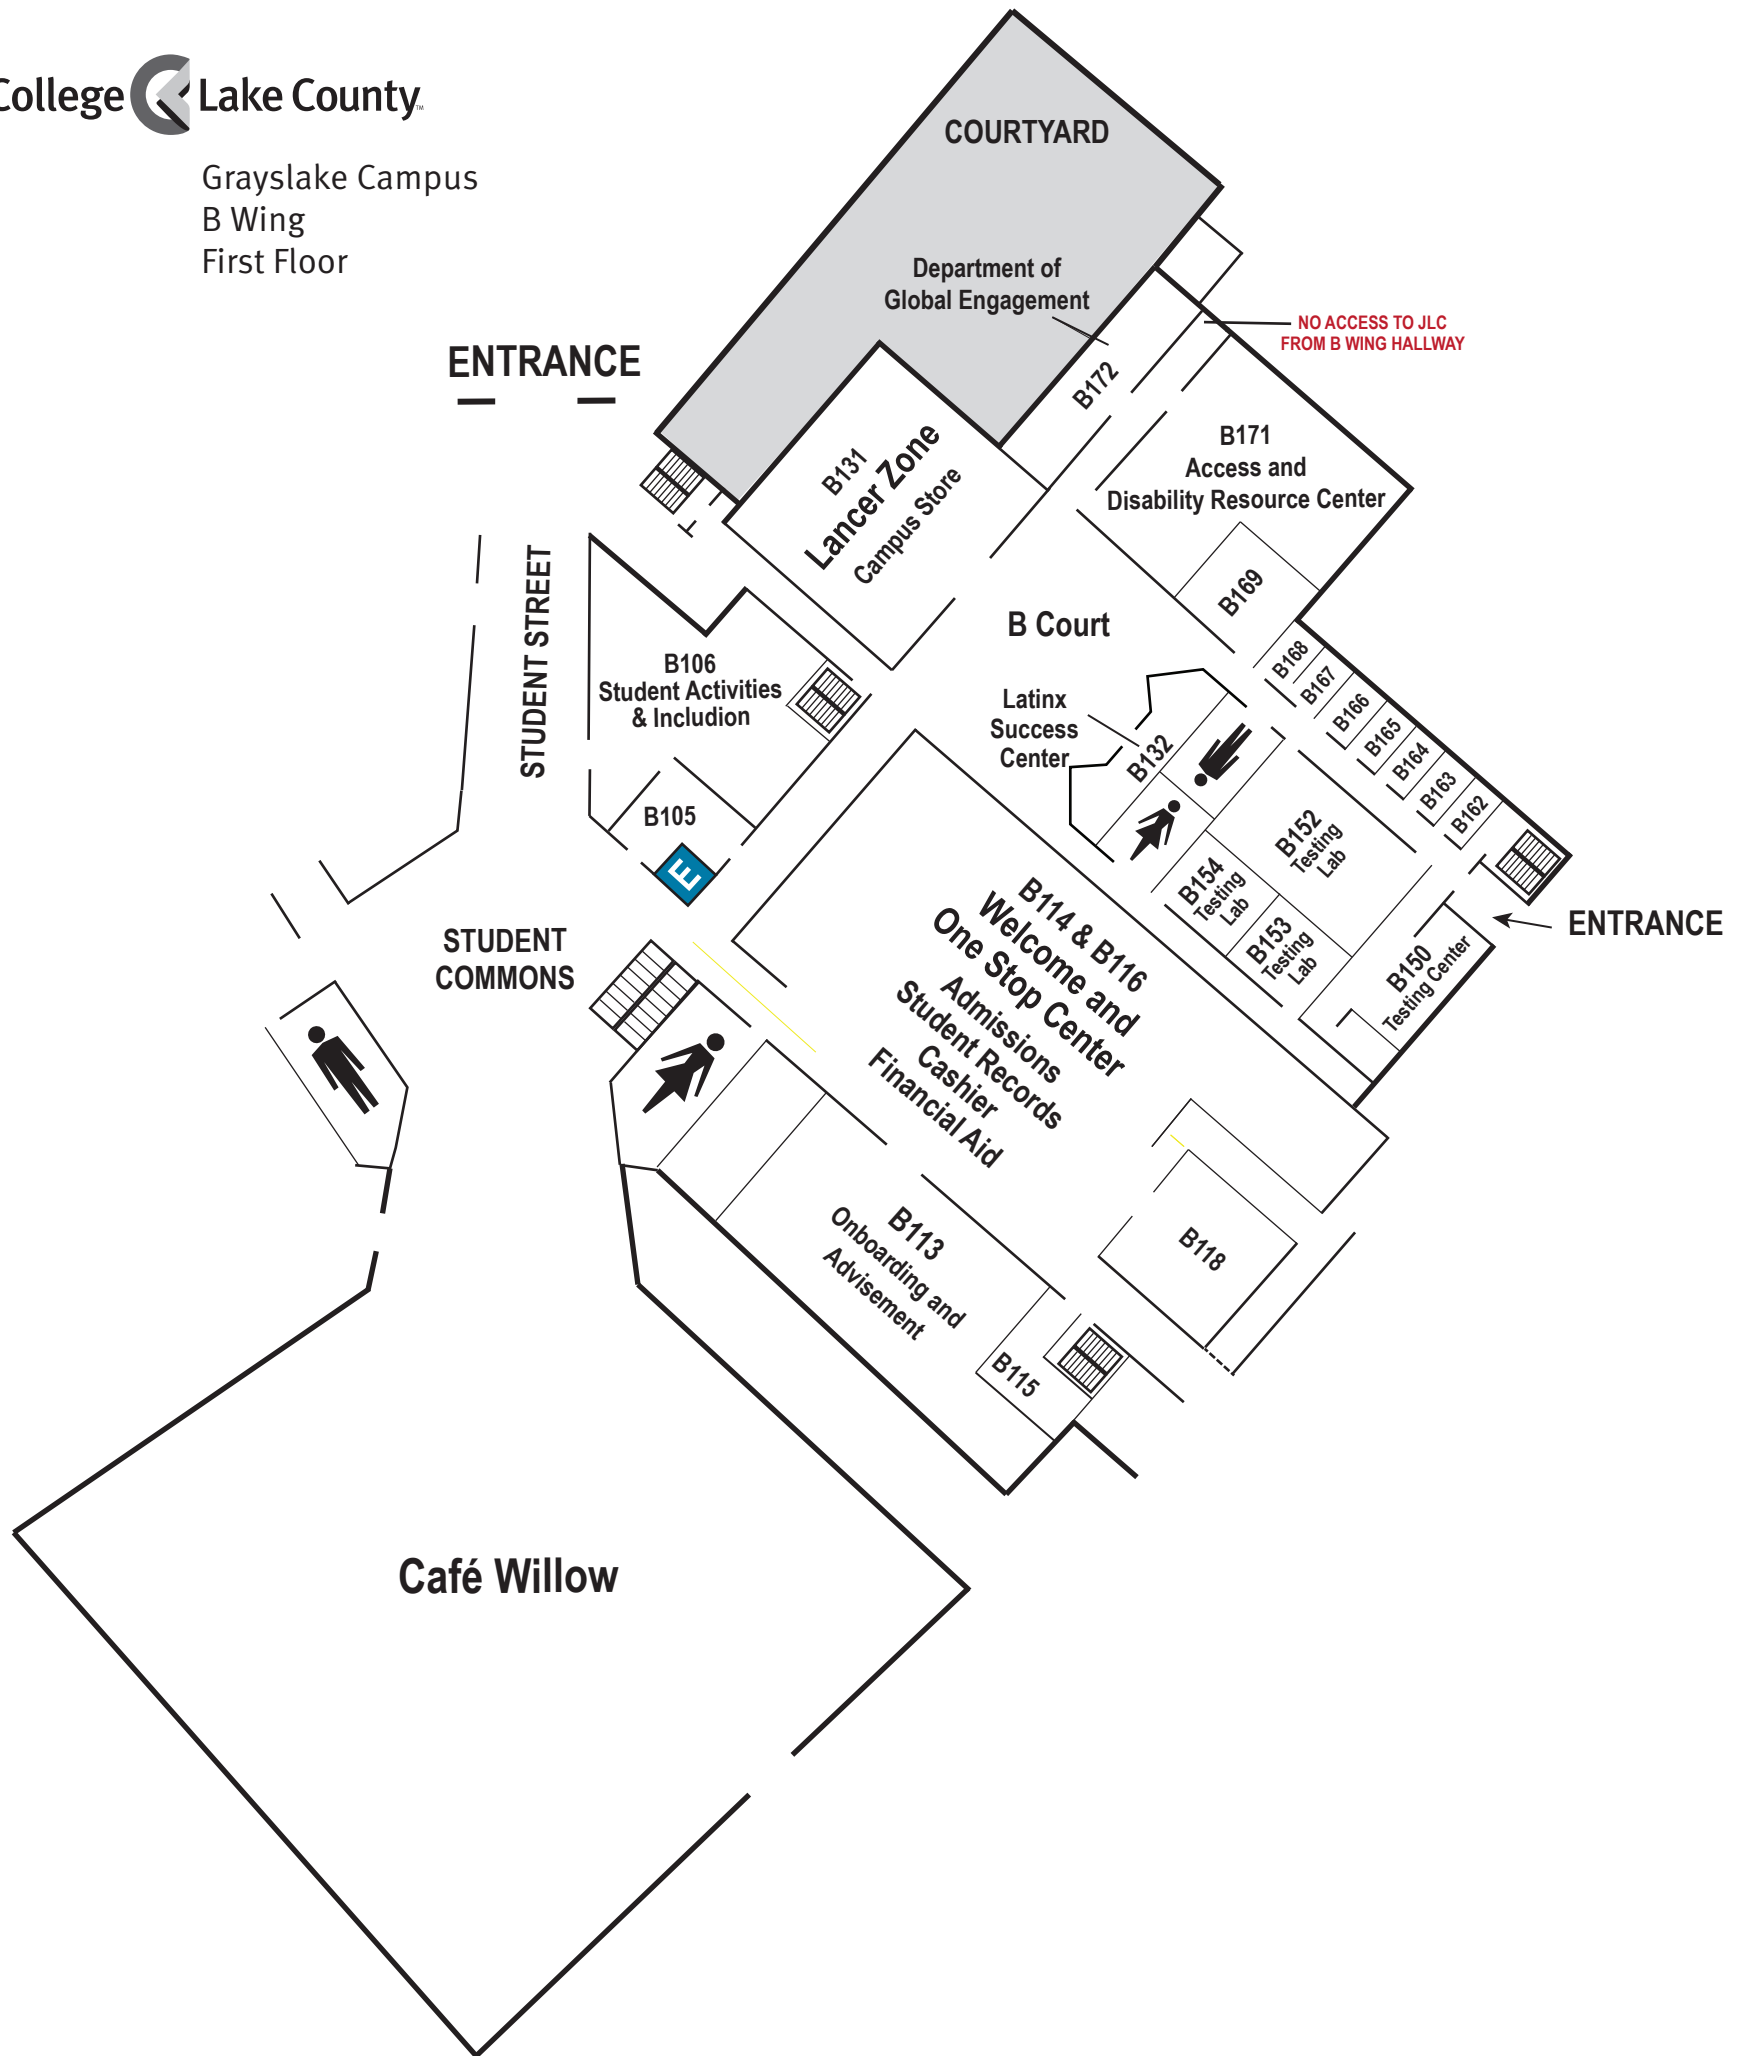 College Lake County™
Grayslake Campus
B Wing
First Floor
COURTYARD
Department of
Global Engagement
NO ACCESS TO JLC
FROM B WING HALLWAY
ENTRANCE
B172
B131
Lancer Zone
Campus Store
B171
Access and
Disability Resource Center
B169
STUDENT STREET
B Court
B106
Student Activities
& Includion
B168
B167
B166
B165
B164
B163
B162
Latinx
Success
Center
B132
B105
E
B152
Testing
Lab
B154
Testing
Lab
B153
Testing
Lab
B150
Testing Center
ENTRANCE
STUDENT
COMMONS
B114 & B116
Welcome and
One Stop Center
Admissions
Student Records
Cashier
Financial Aid
B113
Onboarding and
Advisement
B118
B115
Café Willow